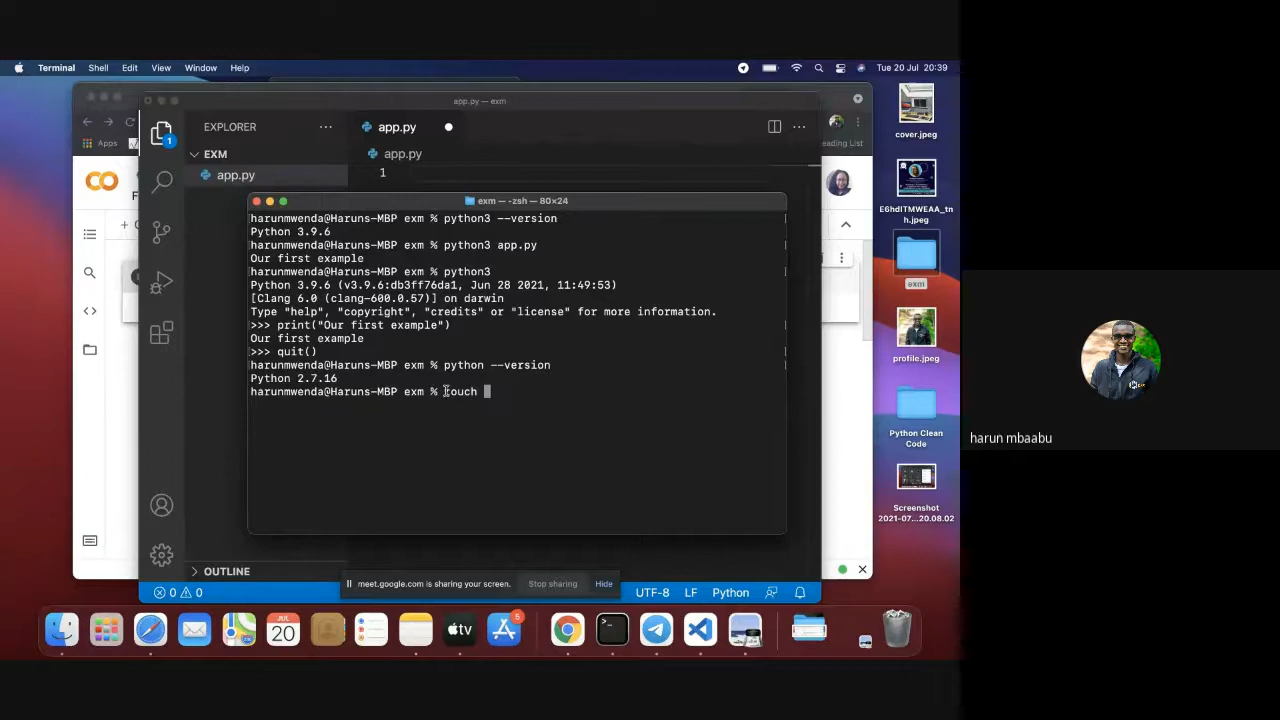 Terminal Shell Edit View Window Help Tue 20 Jul 20:39
app.py — exm
EXPLORER
app.py
Apps
eading List
EXM
app.py
app.py
1
exm — -zsh — 80×24
harunmwenda@Haruns-MBP exm % python3 --version
Python 3.9.6
harunmwenda@Haruns-MBP exm % python3 app.py
Our first example
harunmwenda@Haruns-MBP exm % python3
Python 3.9.6 (v3.9.6:db3ff76da1, Jun 28 2021, 11:49:53)
[Clang 6.0 (clang-600.0.57)] on darwin
Type "help", "copyright", "credits" or "license" for more information.
>>> print("Our first example")
Our first example
>>> quit()
harunmwenda@Haruns-MBP exm % python --version
Python 2.7.16
harunmwenda@Haruns-MBP exm % touch
OUTLINE
meet.google.com is sharing your screen. Stop sharing Hide
0 0 UTF-8 LF Python
cover.jpeg
E6hdITMWEAA_tn
h.jpeg
exm
profile.jpeg
Python Clean
Code
Screenshot
2021-07...20.08.02
JUL
20
tv
5
harun mbaabu